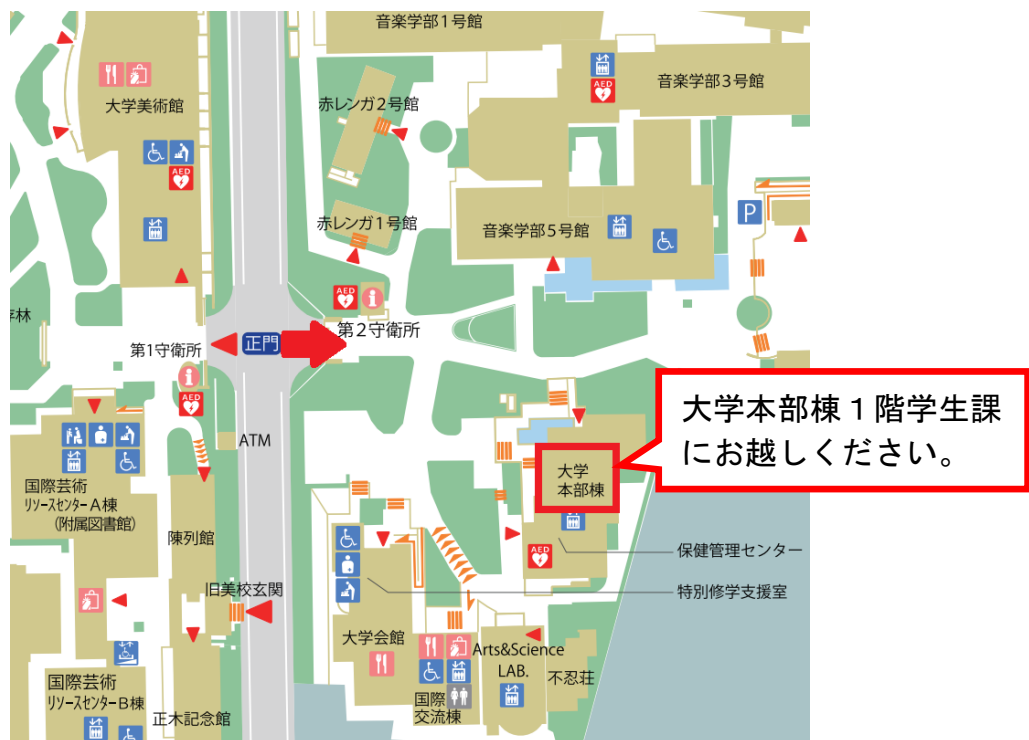 音楽学部1号館
音楽学部3号館
AED
大学美術館
赤レンガ2号館
AED
赤レンガ1号館
音楽学部5号館
P
AED
第2守衛所
正門
第1守衛所
AED
大学本部棟1階学生課
にお越しください。
ATM
大学
本部棟
国際芸術
リソースセンターA棟
(附属図書館)
陳列館
AED
保健管理センター
特別修学支援室
旧美校玄関
大学会館
Arts&Science
LAB.
不忍荘
国際
交流棟
国際芸術
リソースセンターB棟
正木記念館